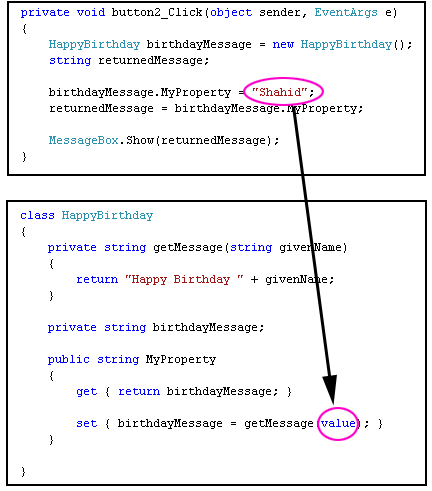 private void button2_Click(object sender, EventArgs e)
{
HappyBirthday birthdayMessage = new HappyBirthday();
string returnedMessage;
birthdayMessage.MyProperty = "Shahid";
returnedMessage = birthdayMessage.MyProperty;
MessageBox.Show(returnedMessage);
}
class HappyBirthday
{
private string getMessage(string givenName)
{
return "Happy Birthday " + givenName;
}
private string birthdayMessage;
public string MyProperty
{
get { return birthdayMessage; }
set { birthdayMessage = getMessage(value); }
}
}